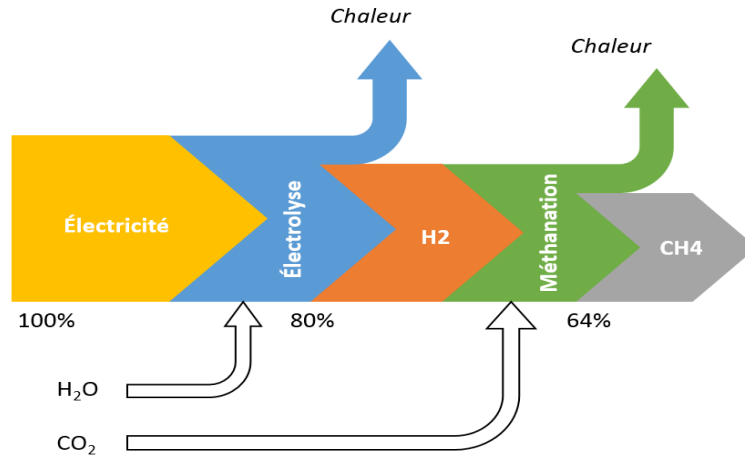 Chaleur
Chaleur
Électricité
Électrolyse
H2
Méthanation
CH4
100%
80%
64%
H₂O
CO₂